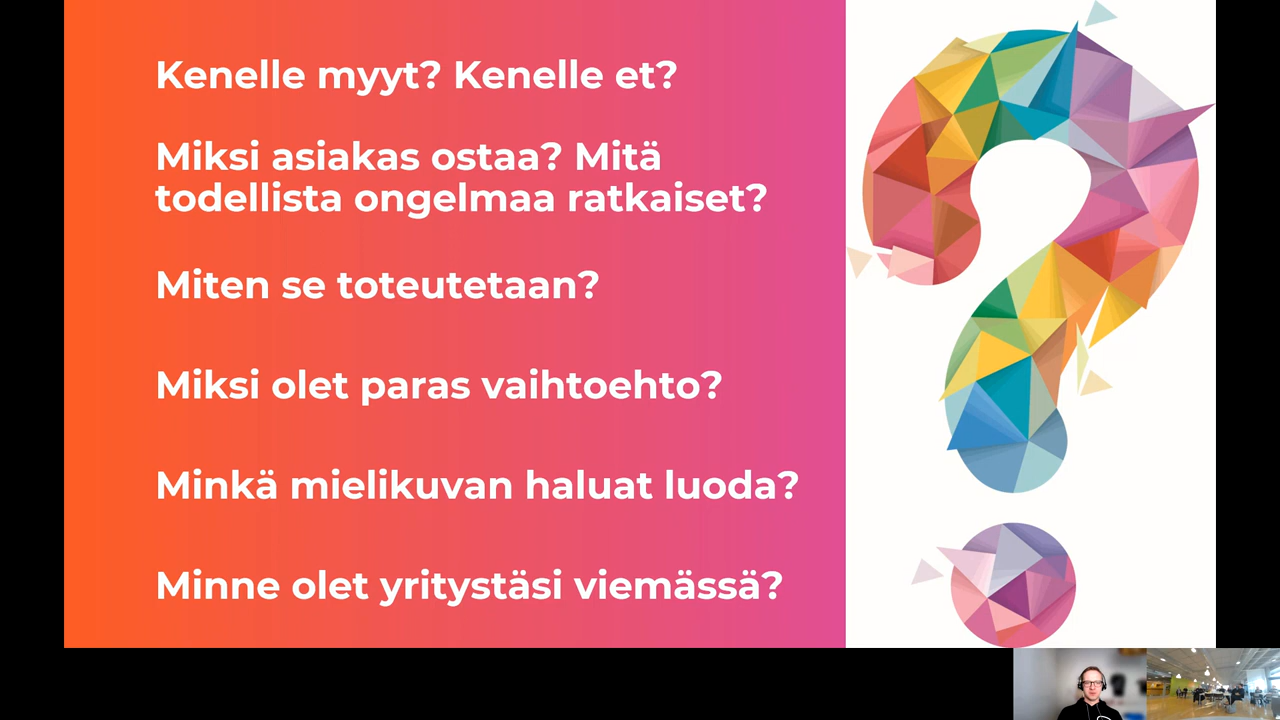 Kenelle myyt? Kenelle et?
Miksi asiakas ostaa? Mitä
todellista ongelmaa ratkaiset?
Miten se toteutetaan?
Miksi olet paras vaihtoehto?
Minkä mielikuvan haluat luoda?
Minne olet yritystäsi viemässä?